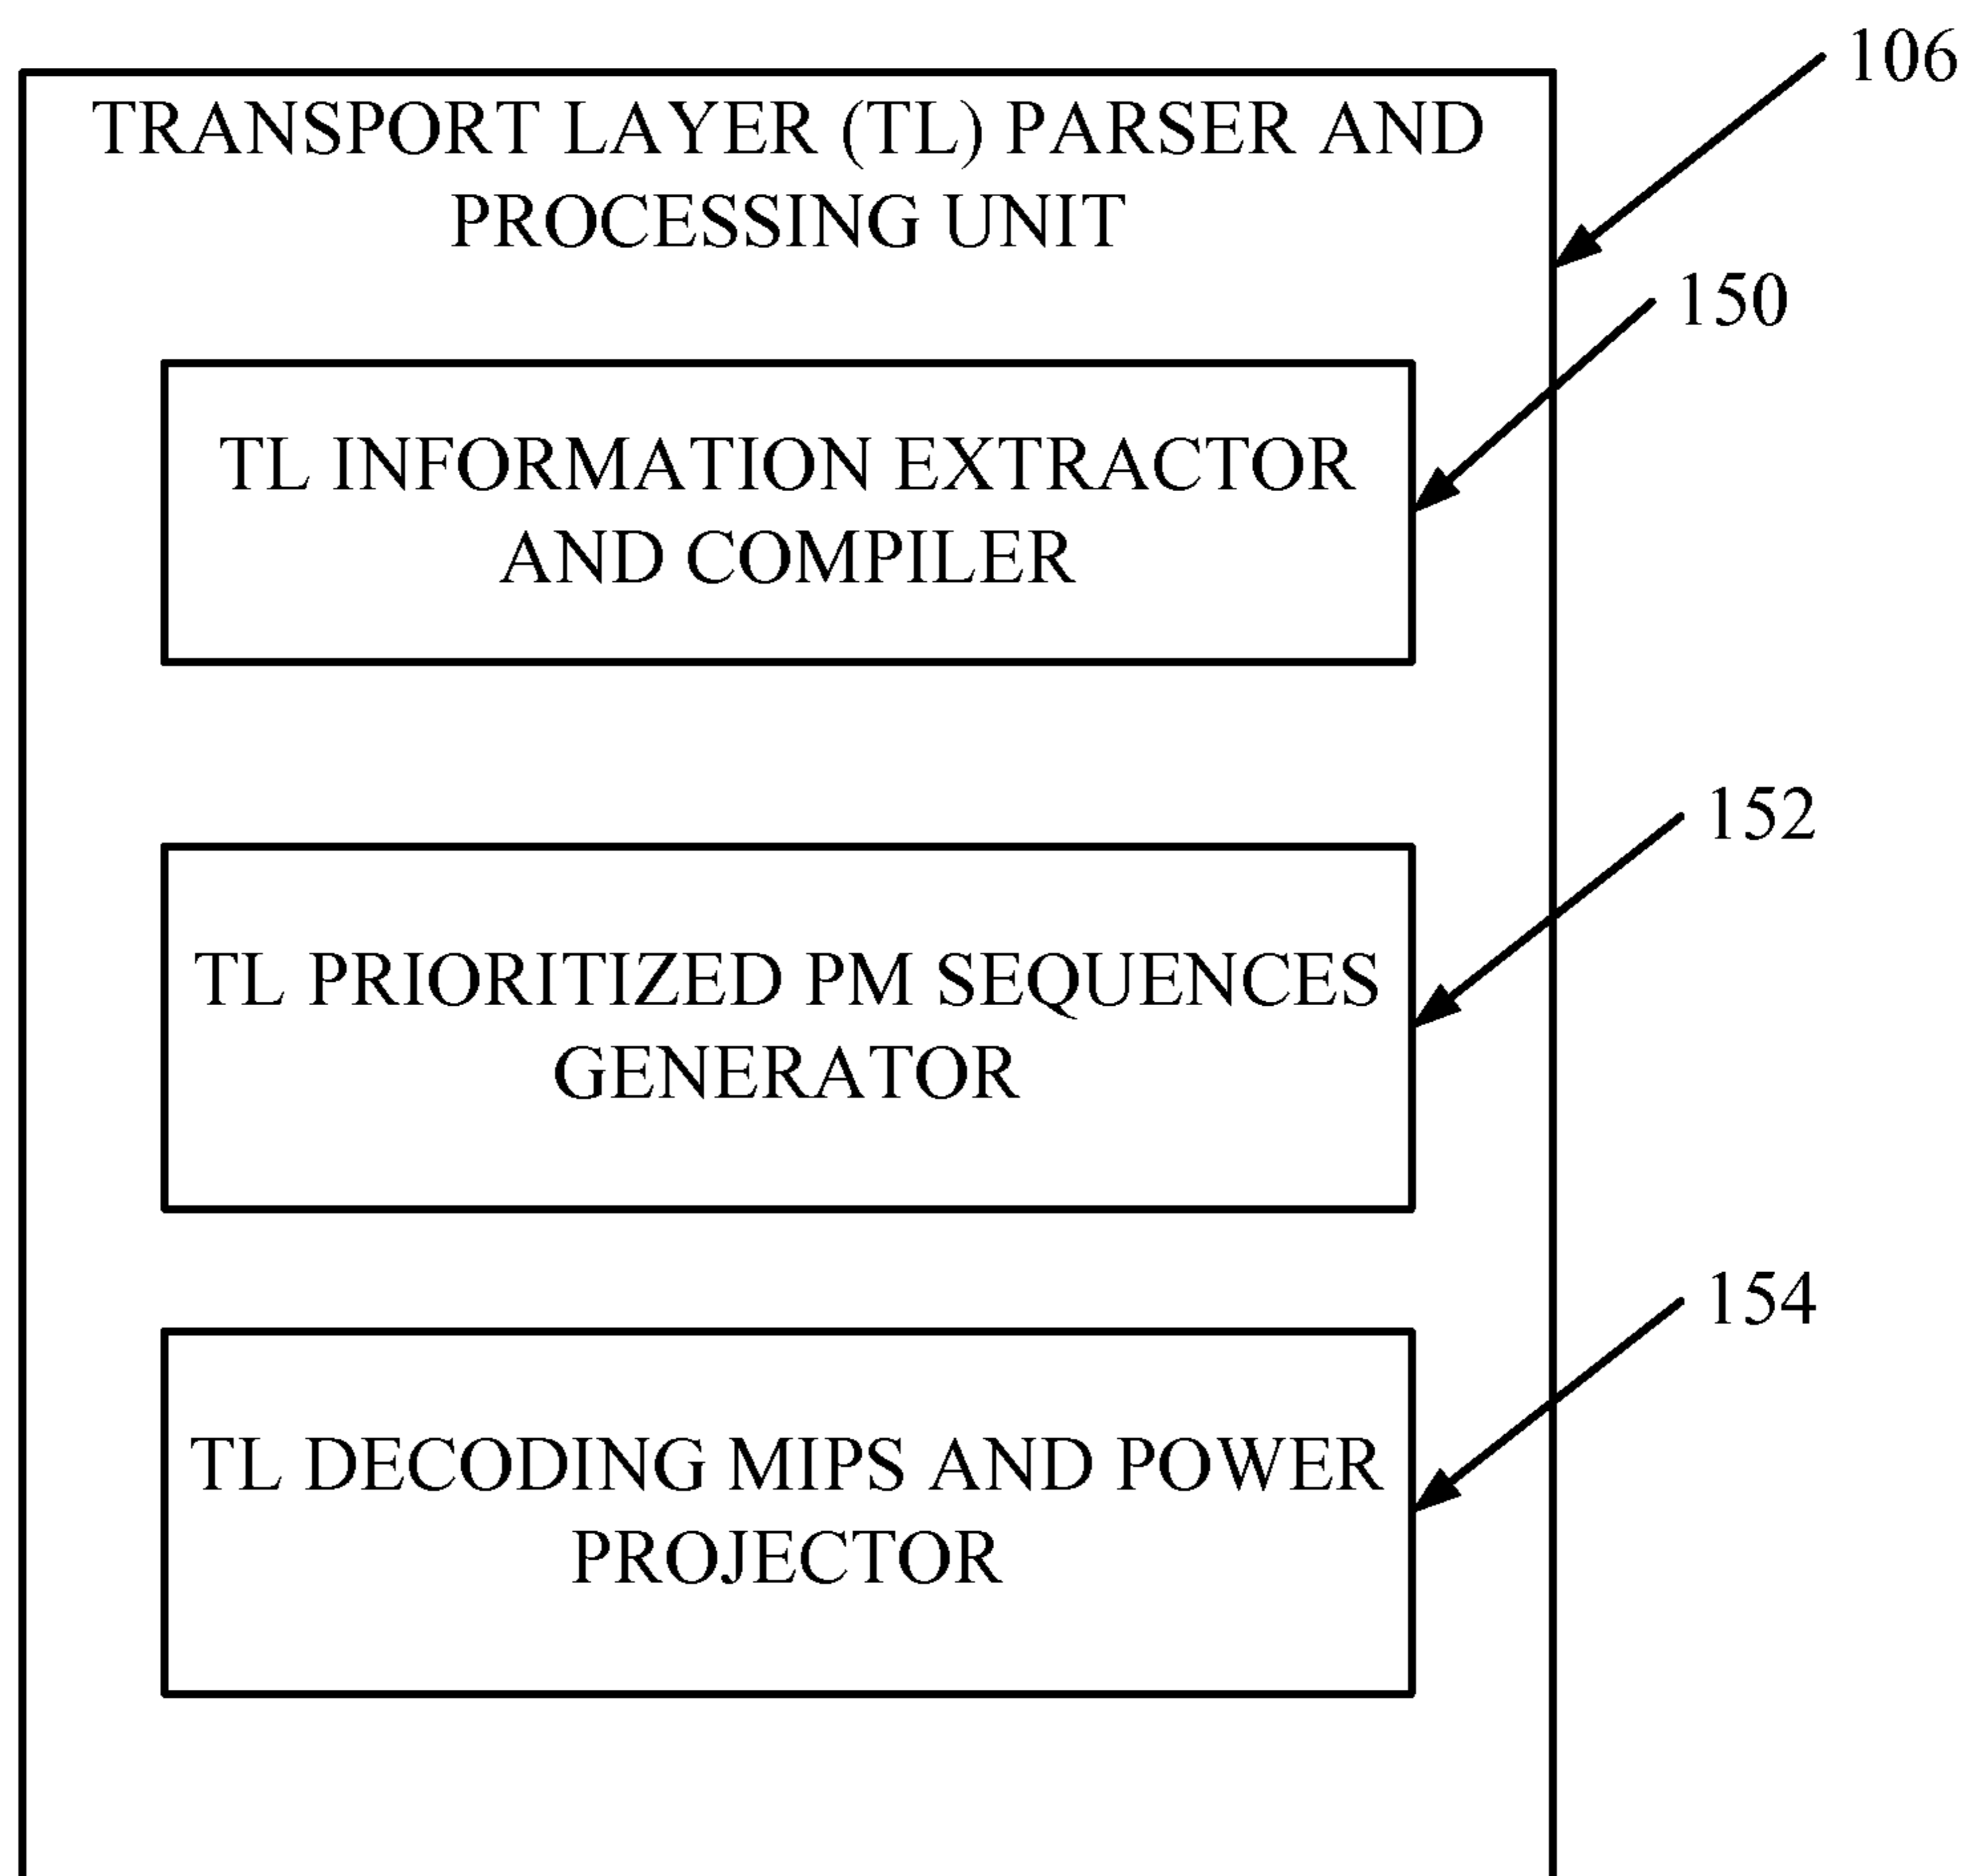 106
TRANSPORT LAYER (TL) PARSER AND
PROCESSING UNIT
150
TL INFORMATION EXTRACTOR
AND COMPILER
152
TL PRIORITIZED PM SEQUENCES
GENERATOR
154
TL DECODING MIPS AND POWER
PROJECTOR